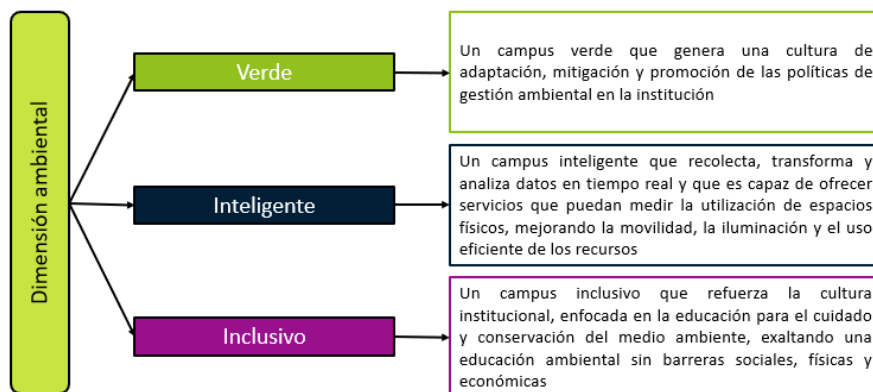 Dimensión ambiental
Verde
Un campus verde que genera una cultura de
adaptación, mitigación y promoción de las políticas de
gestión ambiental en la institución
Inteligente
Un campus inteligente que recolecta, transforma y
analiza datos en tiempo real y que es capaz de ofrecer
servicios que puedan medir la utilización de espacios
físicos, mejorando la movilidad, la iluminación y el uso
eficiente de los recursos
Inclusivo
Un campus inclusivo que refuerza la cultura
institucional, enfocada en la educación para el cuidado
y conservación del medio ambiente, exaltando una
educación ambiental sin barreras sociales, físicas y
económicas